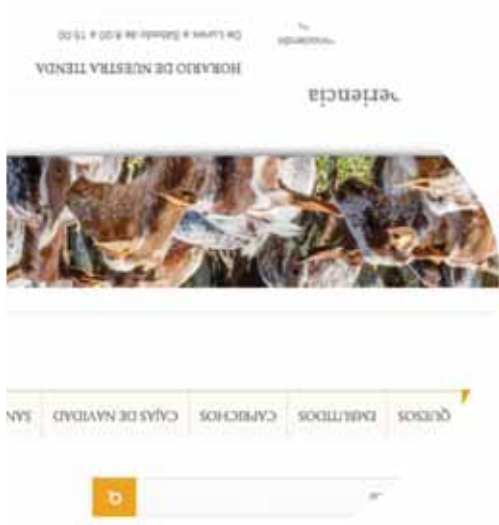 QUESOS EMBUTIDOS CAPRICHOS CAJAS DE NAVIDAD SAN
periencia
HORARIO DE NUESTRA TIENDA
De Lunes a Sábado de 8:00 a 15:00